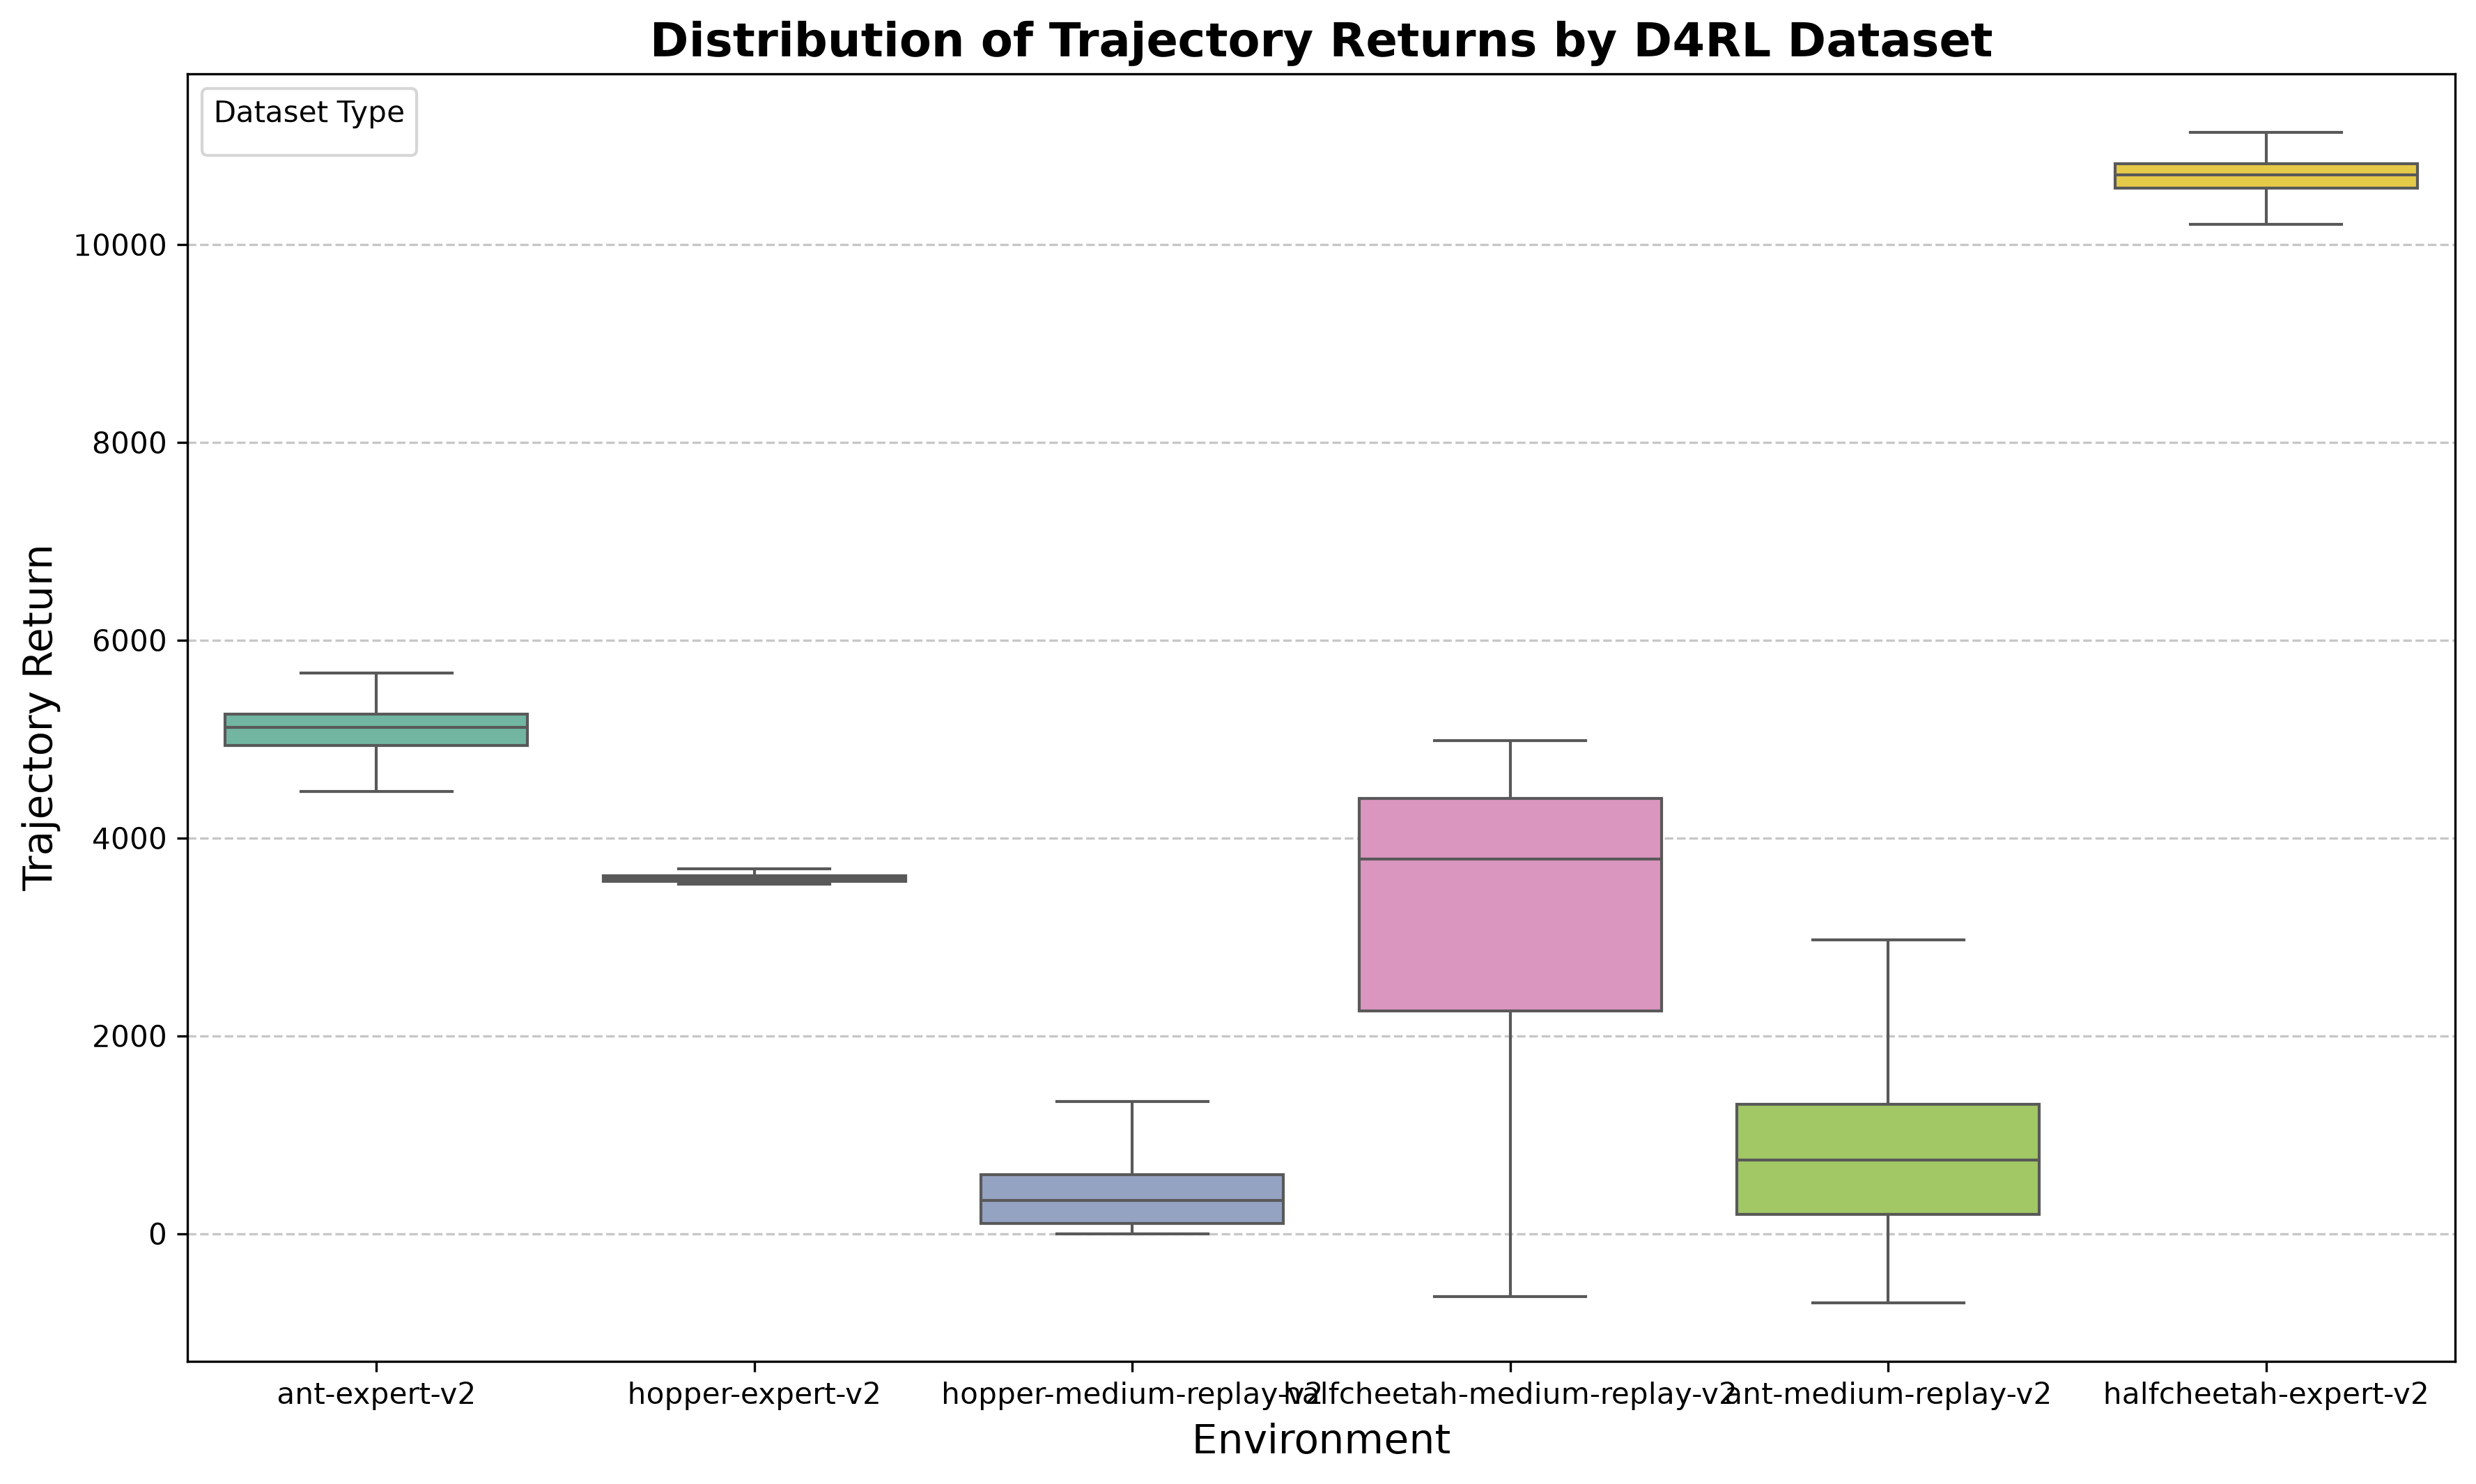 Distribution of Trajectory Returns by D4RL Dataset
Dataset Type
10000
8000
6000
4000
2000
0
Trajectory Return
ant-expert-v2
hopper-expert-v2
hopper-medium-replay-v2
halfcheetah-medium-replay-v2
ant-medium-replay-v2
halfcheetah-expert-v2
Environment